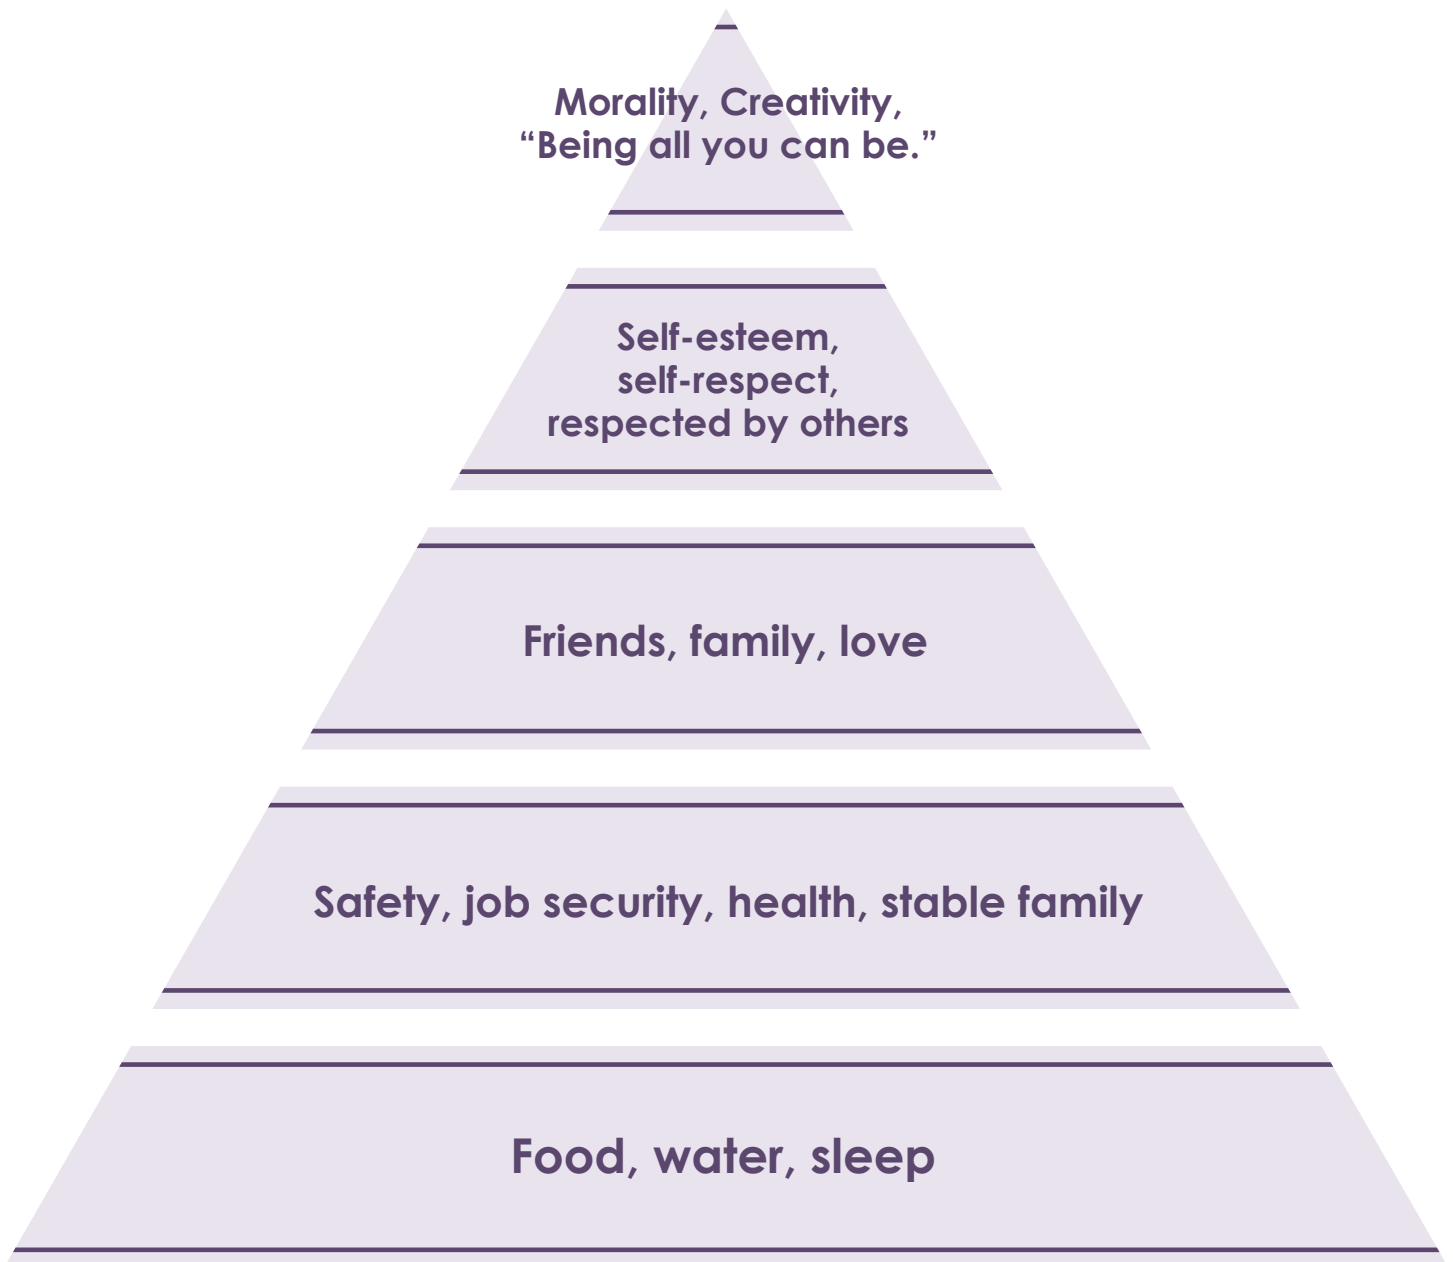 Morality, Creativity,
“Being all you can be.”
Self-esteem,
self-respect,
respected by others
Friends, family, love
Safety, job security, health, stable family
Food, water, sleep